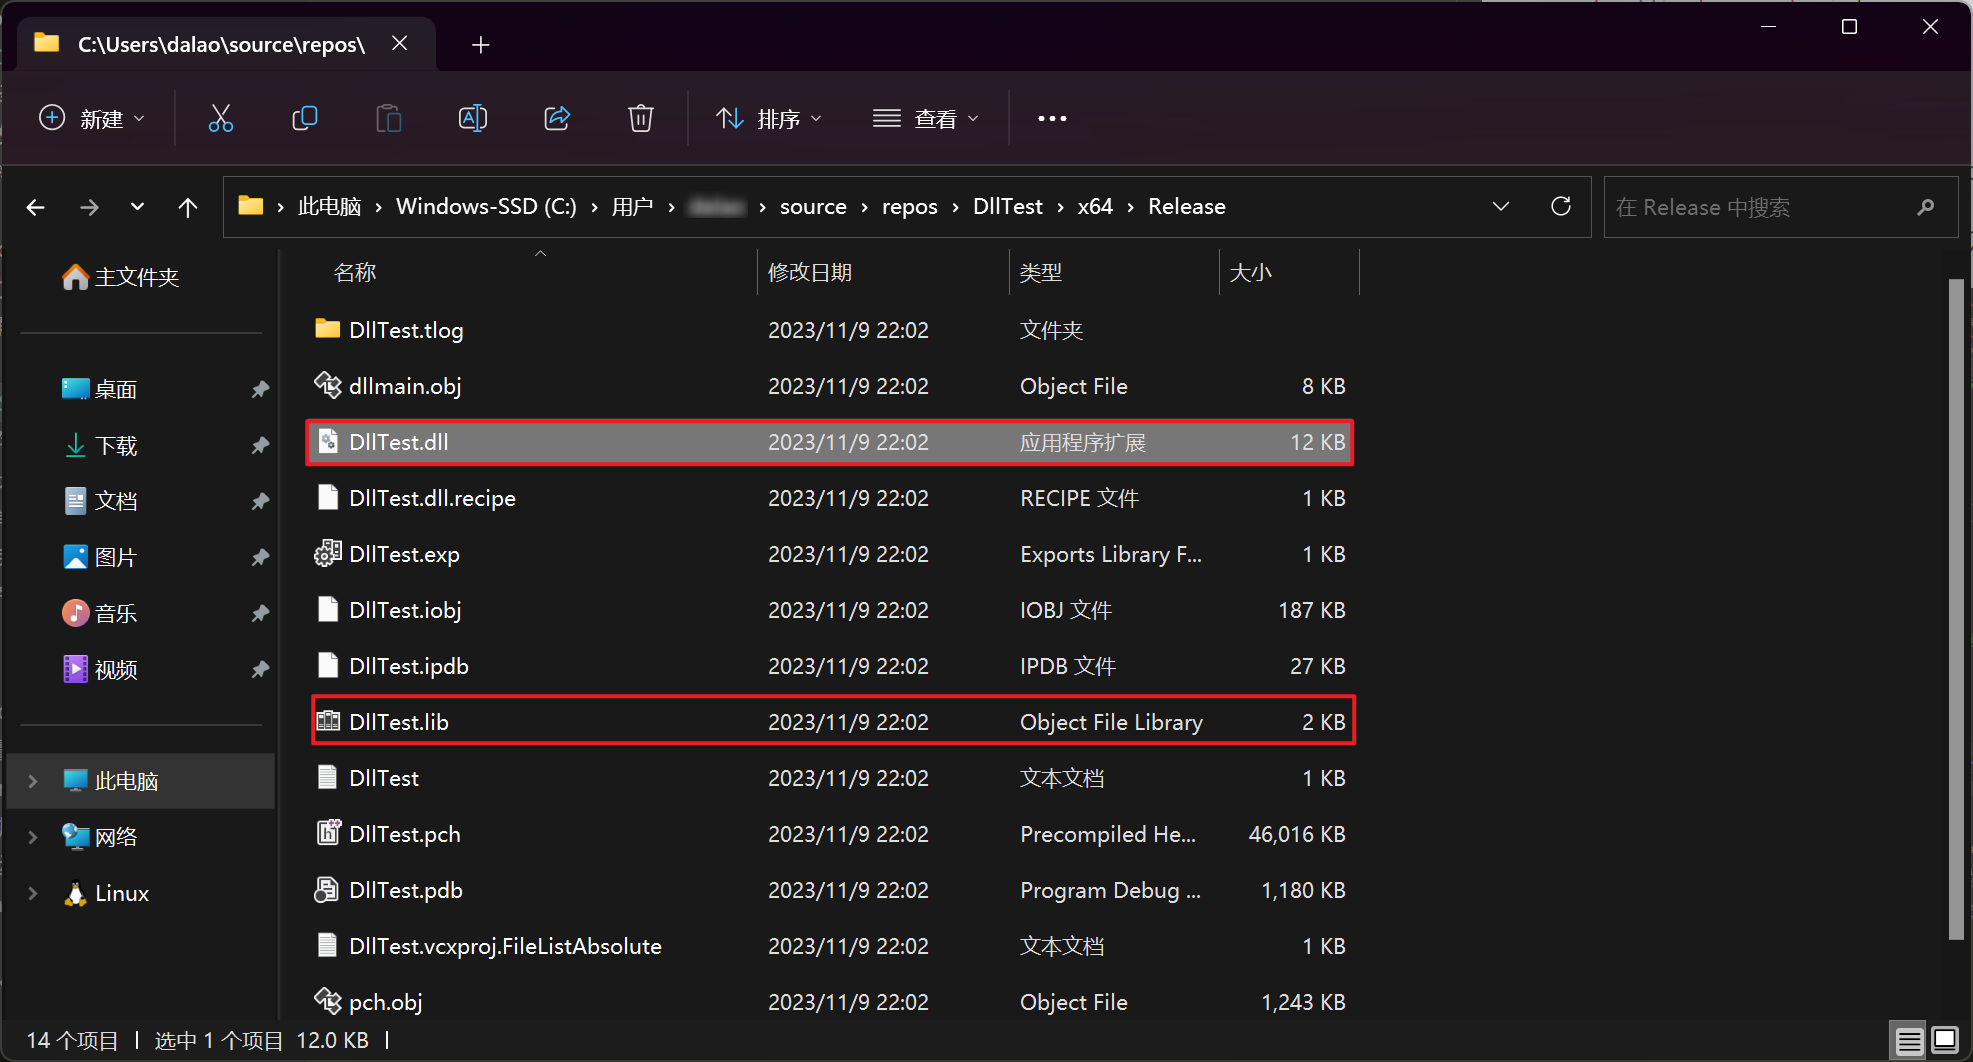 C:\Users\dalao\source\repos\
新建 排序 查看
此电脑 › Windows-SSD (C:) › 用户 › › source › repos › DllTest › x64 › Release
在 Release 中搜索
主文件夹
桌面
下载
文档
图片
音乐
视频
此电脑
网络
Linux
名称 修改日期 类型 大小
DllTest.tlog 2023/11/9 22:02 文件夹
dllmain.obj 2023/11/9 22:02 Object File 8 KB
DllTest.dll 2023/11/9 22:02 应用程序扩展 12 KB
DllTest.dll.recipe 2023/11/9 22:02 RECIPE 文件 1 KB
DllTest.exp 2023/11/9 22:02 Exports Library F... 1 KB
DllTest.iobj 2023/11/9 22:02 IOBJ 文件 187 KB
DllTest.ipdb 2023/11/9 22:02 IPDB 文件 27 KB
DllTest.lib 2023/11/9 22:02 Object File Library 2 KB
DllTest 2023/11/9 22:02 文本文档 1 KB
DllTest.pch 2023/11/9 22:02 Precompiled He... 46,016 KB
DllTest.pdb 2023/11/9 22:02 Program Debug ... 1,180 KB
DllTest.vcxproj.FileListAbsolute 2023/11/9 22:02 文本文档 1 KB
pch.obj 2023/11/9 22:02 Object File 1,243 KB
14 个项目 选中 1 个项目 12.0 KB